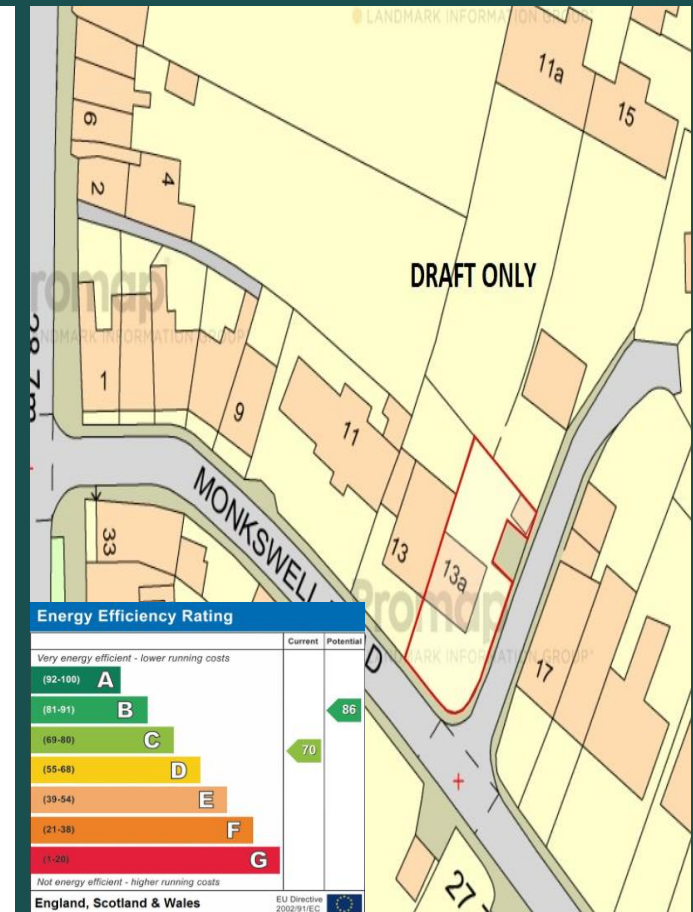 LANDMARK INFORMATION GROUP
11a
15
6
2
4
DRAFT ONLY
Promap
LANDMARK INFORMATION GROUP
38.7m
1
9
11
MONKSWELL
13
13a
33
Promap
D
LANDMARK INFORMATION GROUP
17
27
Energy Efficiency Rating
Current Potential
Very energy efficient - lower running costs
(92-100) A
(81-91) B 86
(69-80) C 70
(55-68) D
(39-54) E
(21-38) F
(1-20) G
Not energy efficient - higher running costs
England, Scotland & Wales
EU Directive
2002/91/EC